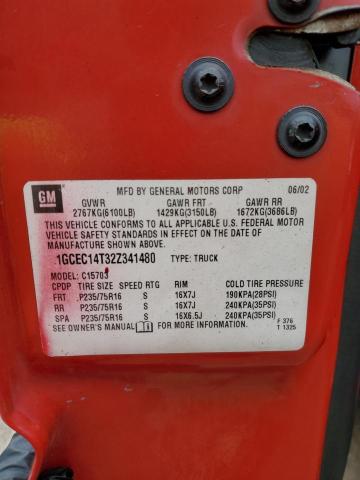 GM
MFD BY GENERAL MOTORS CORP 06/02
GVWR GAWR FRT GAWR RR
2767KG(6100LB) 1429KG(3150LB) 1672KG(3686LB)
THIS VEHICLE CONFORMS TO ALL APPLICABLE U.S. FEDERAL MOTOR
VEHICLE SAFETY STANDARDS IN EFFECT ON THE DATE OF
MANUFACTURE SHOWN ABOVE.
1GCEC14T32Z341480 TYPE: TRUCK
MODEL: C15703
CPDP TIRE SIZE SPEED RTG RIM COLD TIRE PRESSURE
FRT P235/75R16 S 16X7J 190KPA(28PSI)
RR P235/75R16 S 16X7J 240KPA(35PSI)
SPA P235/75R16 S 16X6.5J 240KPA(35PSI)
SEE OWNER'S MANUAL FOR MORE INFORMATION. F 376
T 1325